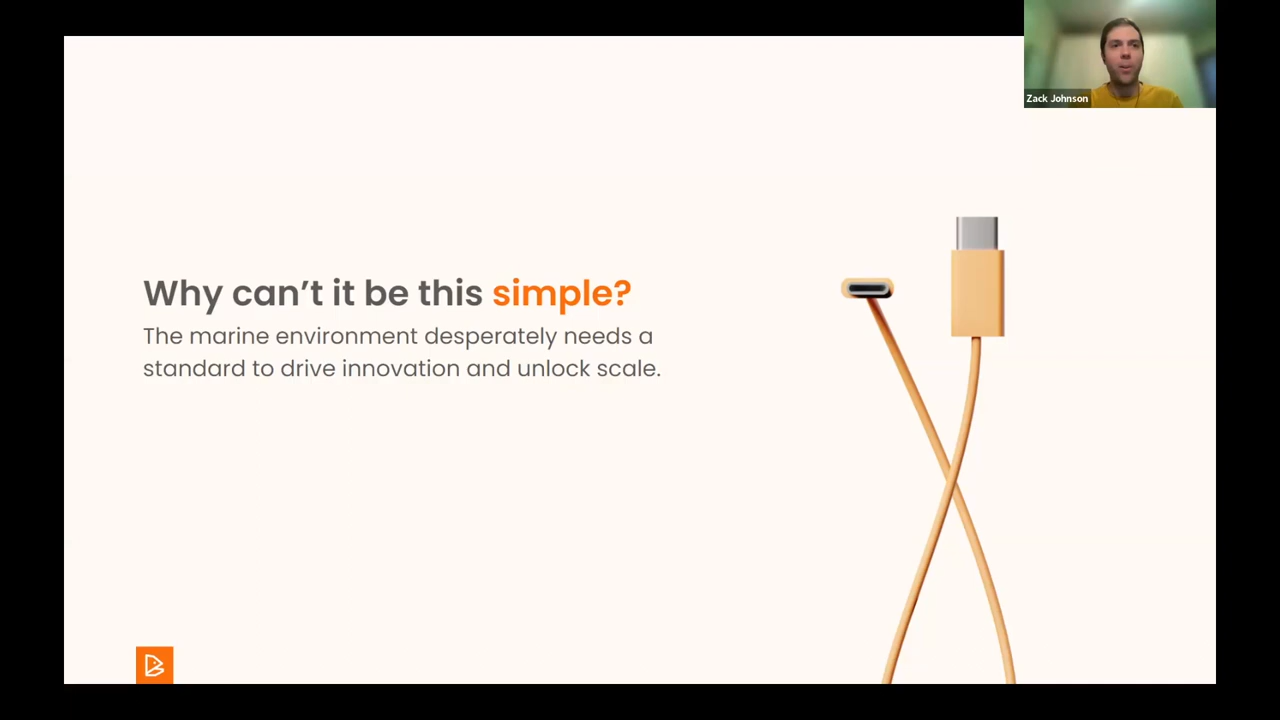 Zack Johnson
Why can’t it be this simple?
The marine environment desperately needs a
standard to drive innovation and unlock scale.